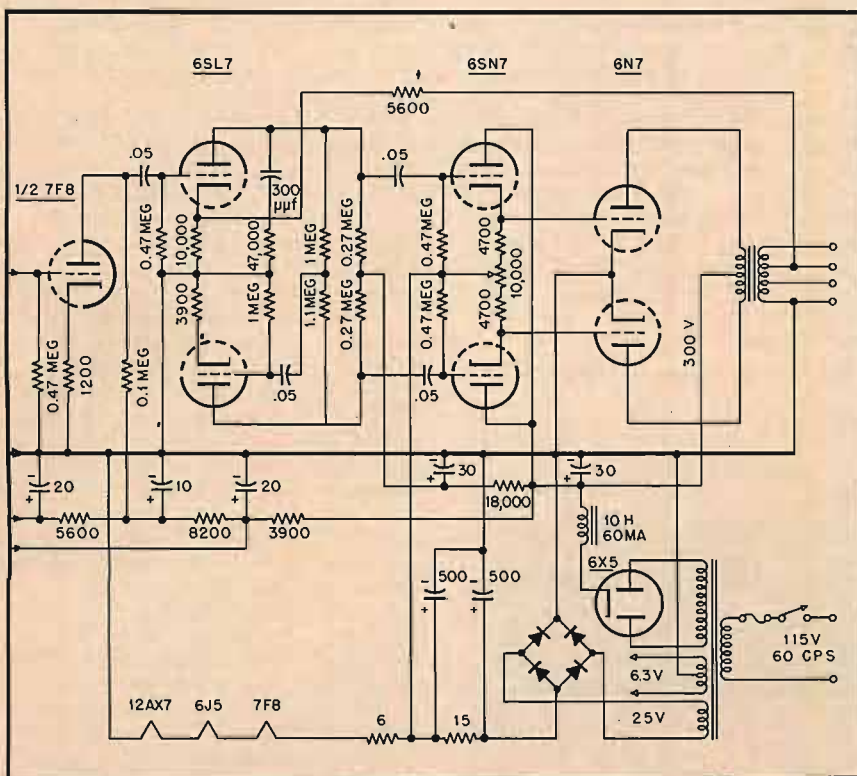 6SL7
6SN7
6N7
5600
.05
.05
1/2 7F8
300
μμf
0.47 MEG
10,000
47,000
1 MEG
0.27 MEG
0.47 MEG
4700
10,000
3900
1 MEG
1.1 MEG
0.27 MEG
0.47 MEG
4700
300 V
0.47 MEG
1200
0.1 MEG
.05
.05
20
10
20
30
30
5600
8200
3900
18,000
10 H
60MA
6X5
500
500
115V
60 CPS
6.3V
25V
12AX7
6J5
7F8
6
15